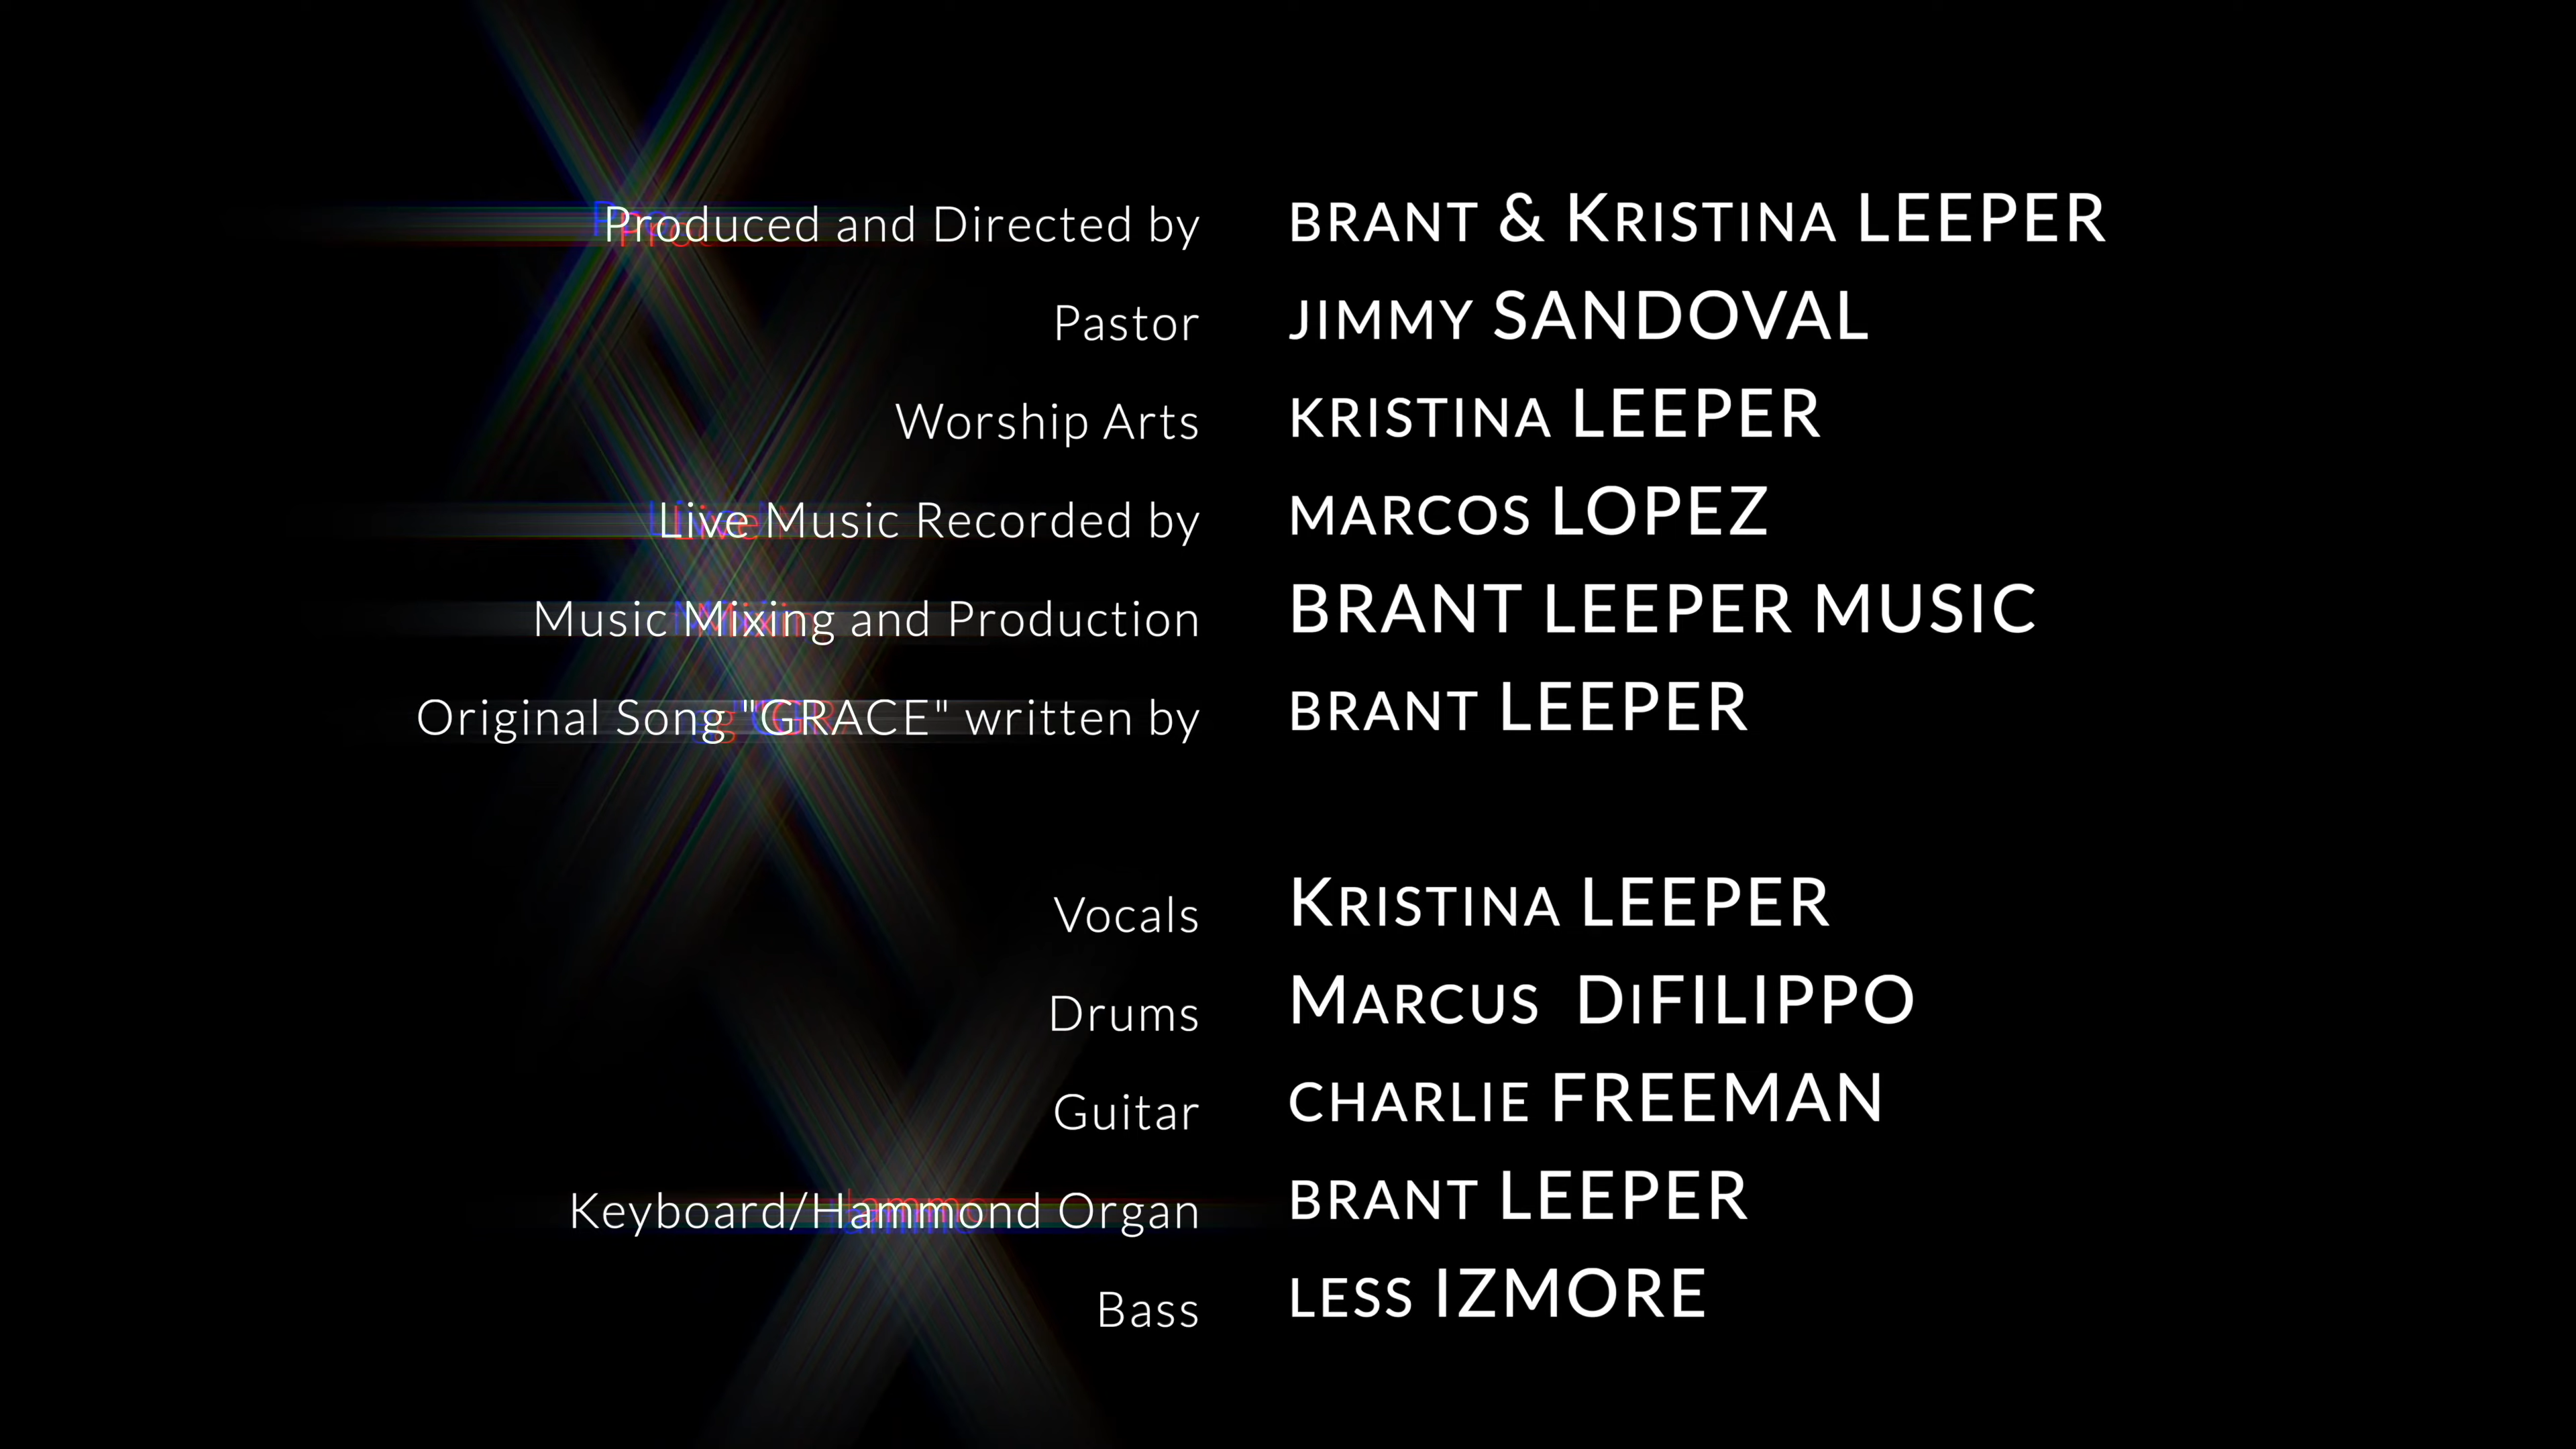 Produced and Directed by BRANT & KRISTINA LEEPER
Pastor JIMMY SANDOVAL
Worship Arts KRISTINA LEEPER
Live Music Recorded by MARCOS LOPEZ
Music Mixing and Production BRANT LEEPER MUSIC
Original Song "GRACE" written by BRANT LEEPER
Vocals KRISTINA LEEPER
Drums MARCUS DiFILIPPO
Guitar CHARLIE FREEMAN
Keyboard/Hammond Organ BRANT LEEPER
Bass LESS IZMORE